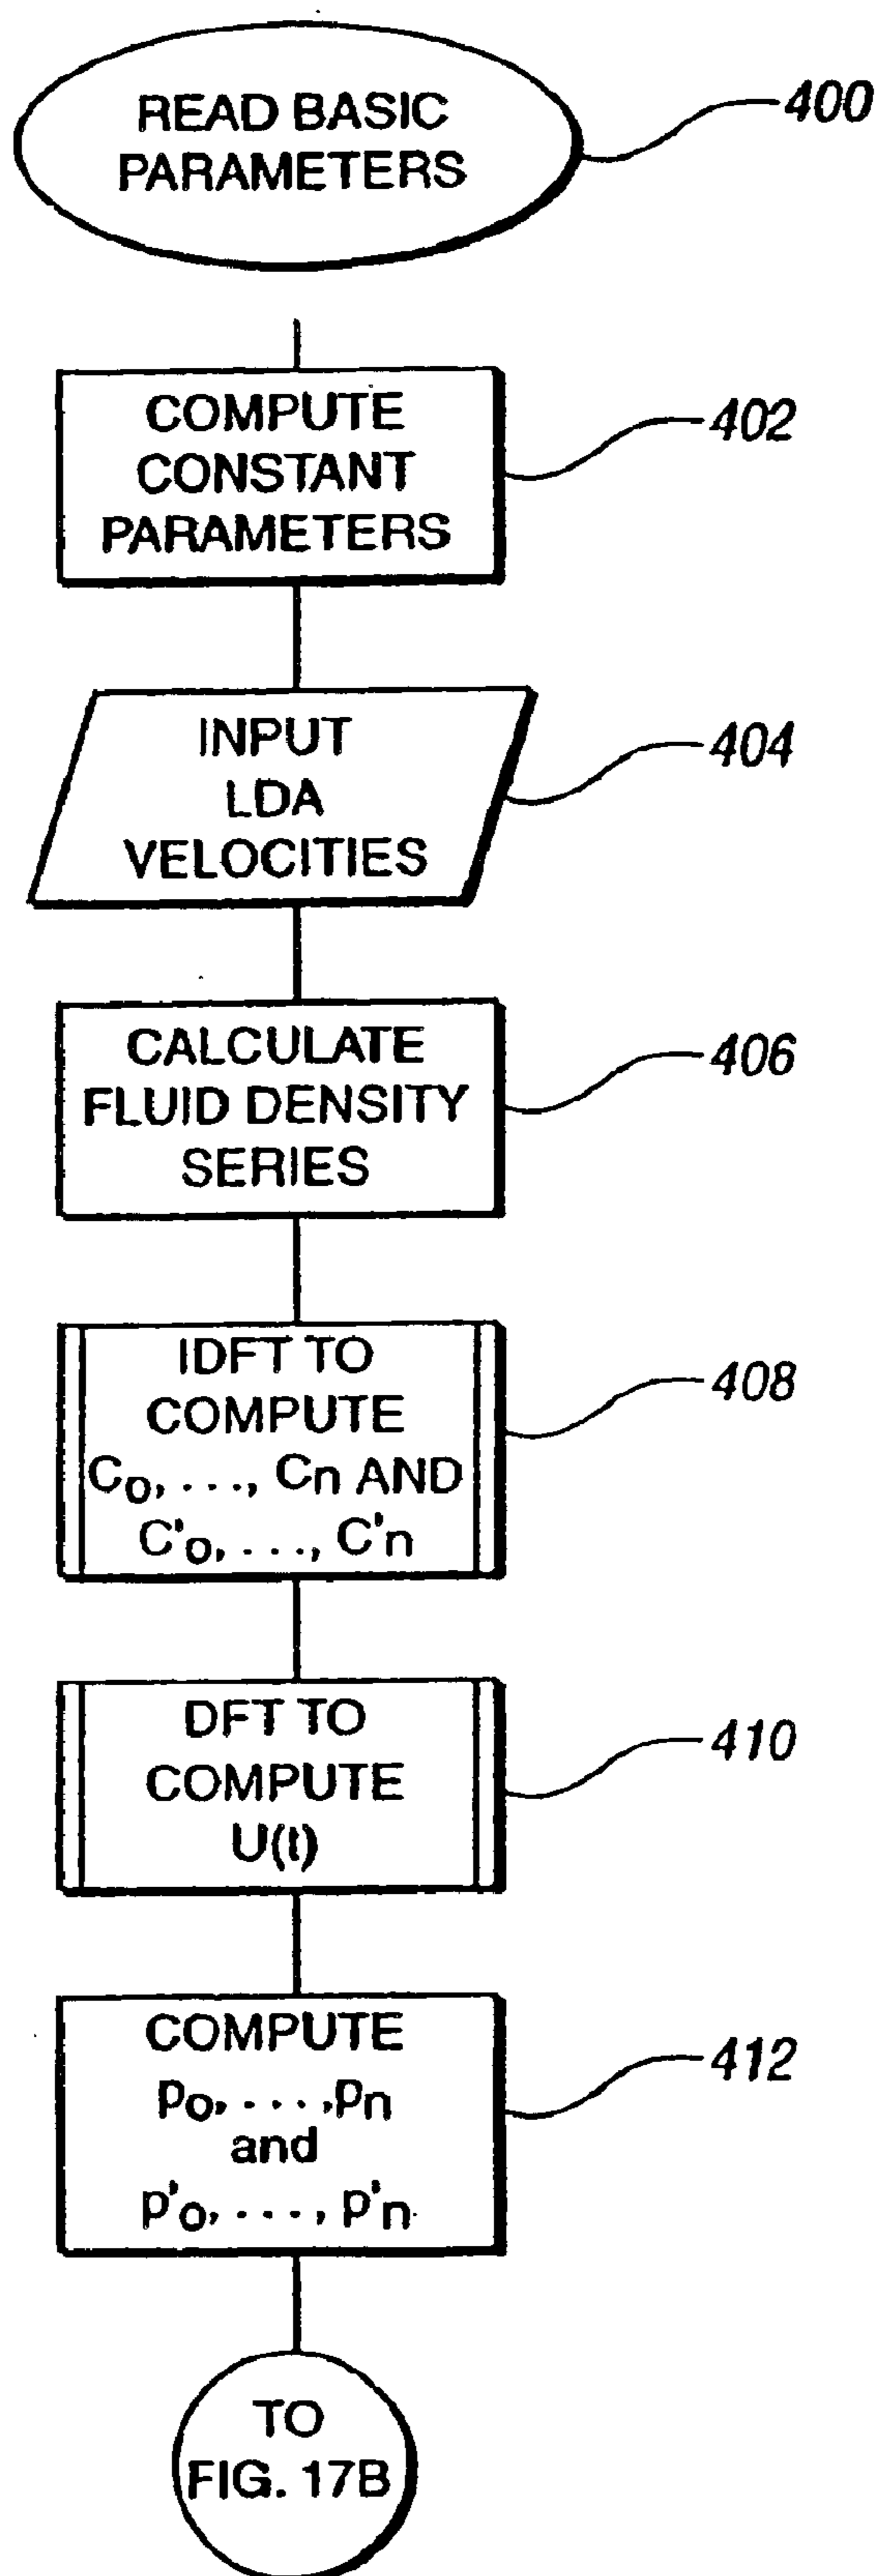 READ BASIC
PARAMETERS
400
COMPUTE
CONSTANT
PARAMETERS
402
INPUT
LDA
VELOCITIES
404
CALCULATE
FLUID DENSITY
SERIES
406
IDFT TO
COMPUTE
C₀, . . ., Cₙ AND
C'₀, . . ., C'ₙ
408
DFT TO
COMPUTE
U(t)
410
COMPUTE
p₀, . . . ,pₙ
and
p'₀, . . . , p'ₙ
412
TO
FIG. 17B